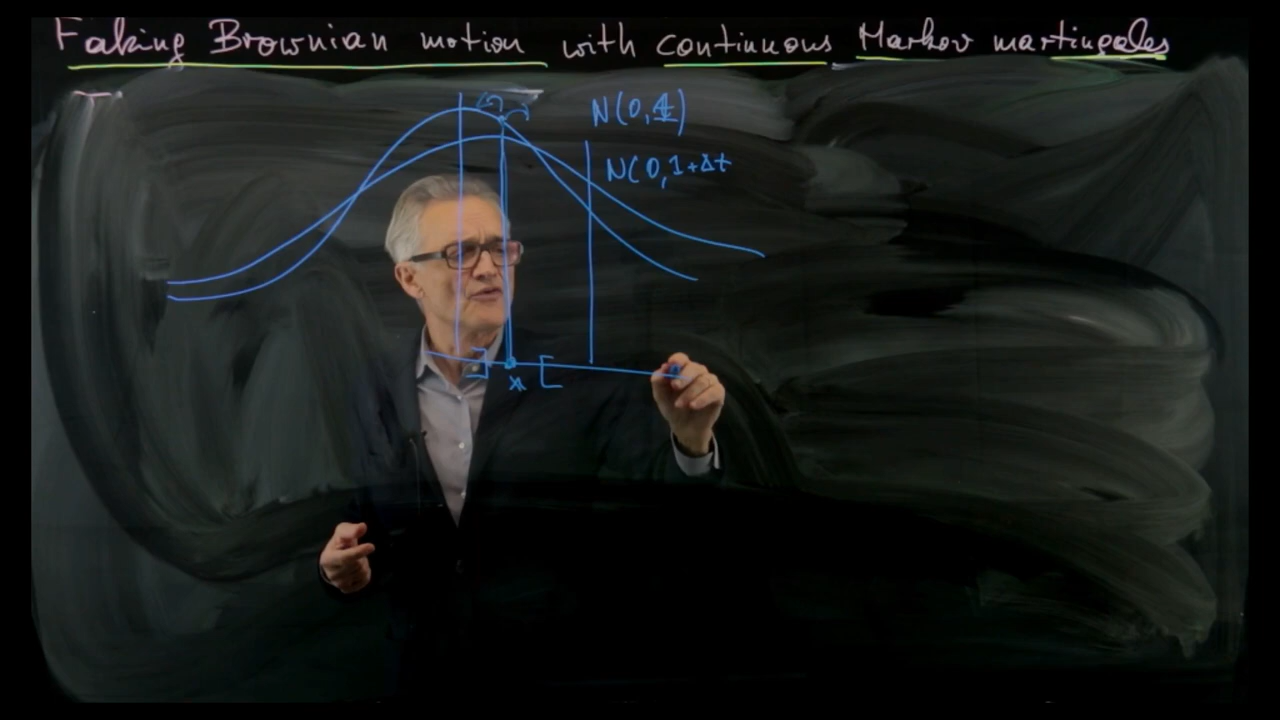 Faking Brownian motion with continuous Markov martingales
N(0,1)
N(0,1+Δt
] x [